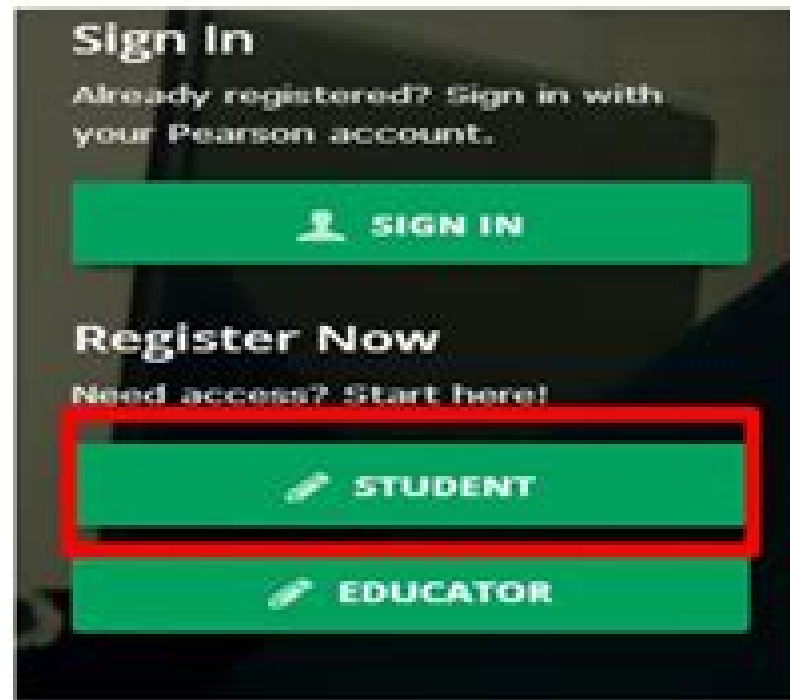 Sign In
Already registered? Sign in with
your Pearson account.
SIGN IN
Register Now
Need access? Start here!
STUDENT
EDUCATOR